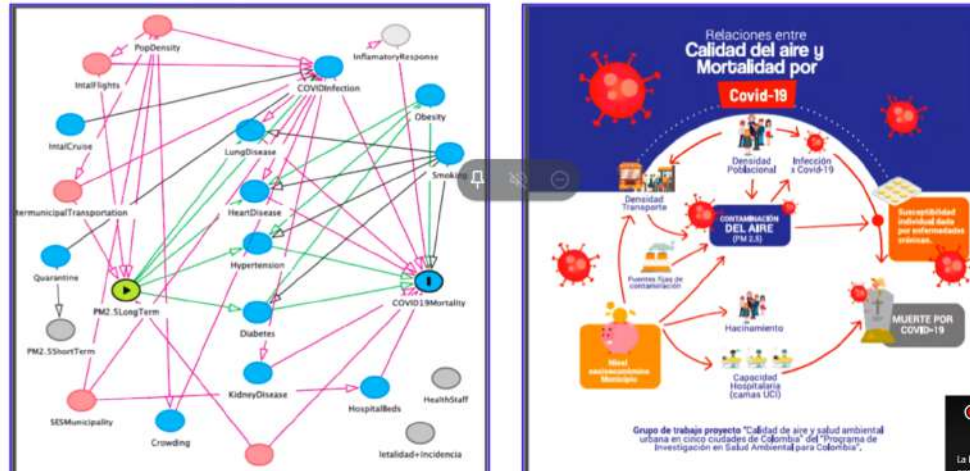 PopDensity
InflamatoryResponse
IntalFlights
COVIDInfection
Obesity
IntalCruise
LungDisease
Smoking
termunicipalTransportation
HeartDisease
Quarantine
Hypertension
PM2.5LongTerm
COVID19Mortality
Diabetes
PM2.5ShortTerm
KidneyDisease
HealthStaff
SESMunicipality
HospitalBeds
Crowding
letalidad+Incidencia
Relaciones entre
Calidad del aire y
Mortalidad por
Covid-19
Densidad
Poblacional
Infección
x Covid-19
Densidad
Transporte
CONTAMINACIÓN
DEL AIRE
(PM 2,5)
Susceptibilidad
individual dado
por enfermedades
crónicas.
Fuentes fijas de
contaminación
Hacinamiento
MUERTE POR
COVID-19
Nivel
socioeconómico
Municipio
Capacidad
Hospitalaria
(camas UCI)
Grupo de trabajo proyecto "Calidad de aire y salud ambiental
urbana en cinco ciudades de Colombia" del "Programa de
Investigación en Salud Ambiental para Colombia".
La